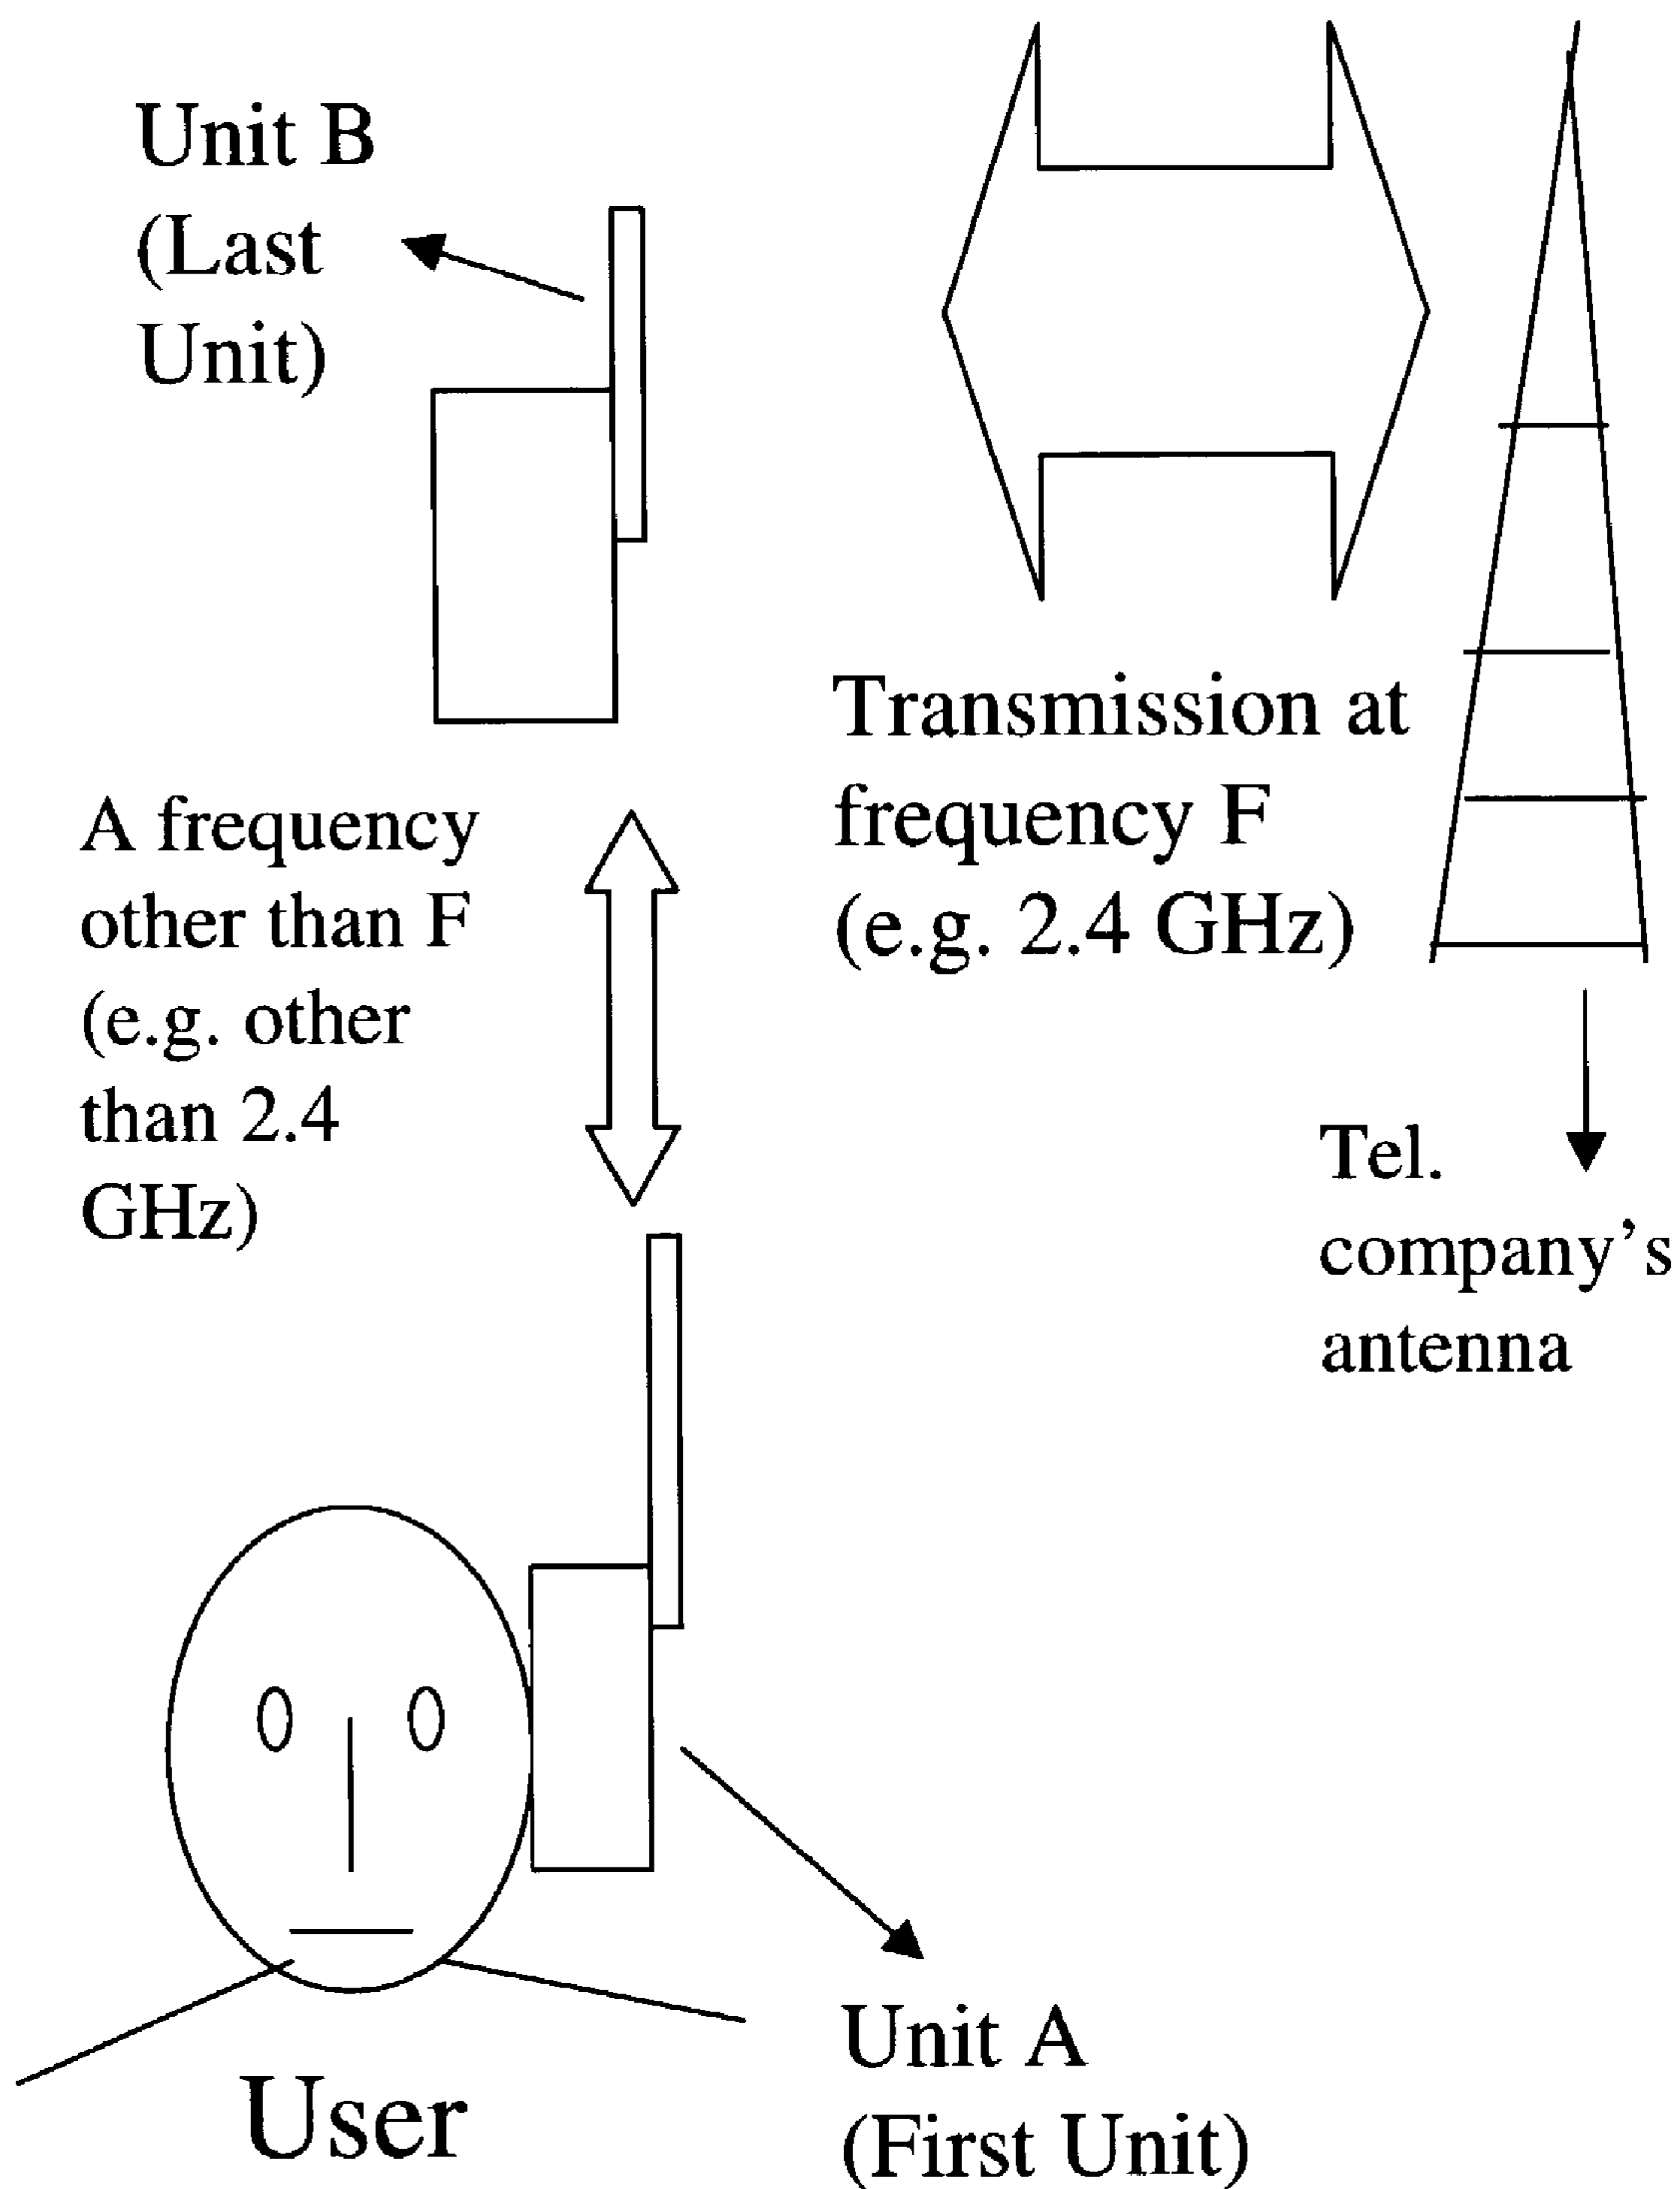 Unit B
(Last
Unit)
Transmission at
frequency F
(e.g. 2.4 GHz)
A frequency
other than F
(e.g. other
than 2.4
GHz)
Tel.
company's
antenna
User
Unit A
(First Unit)